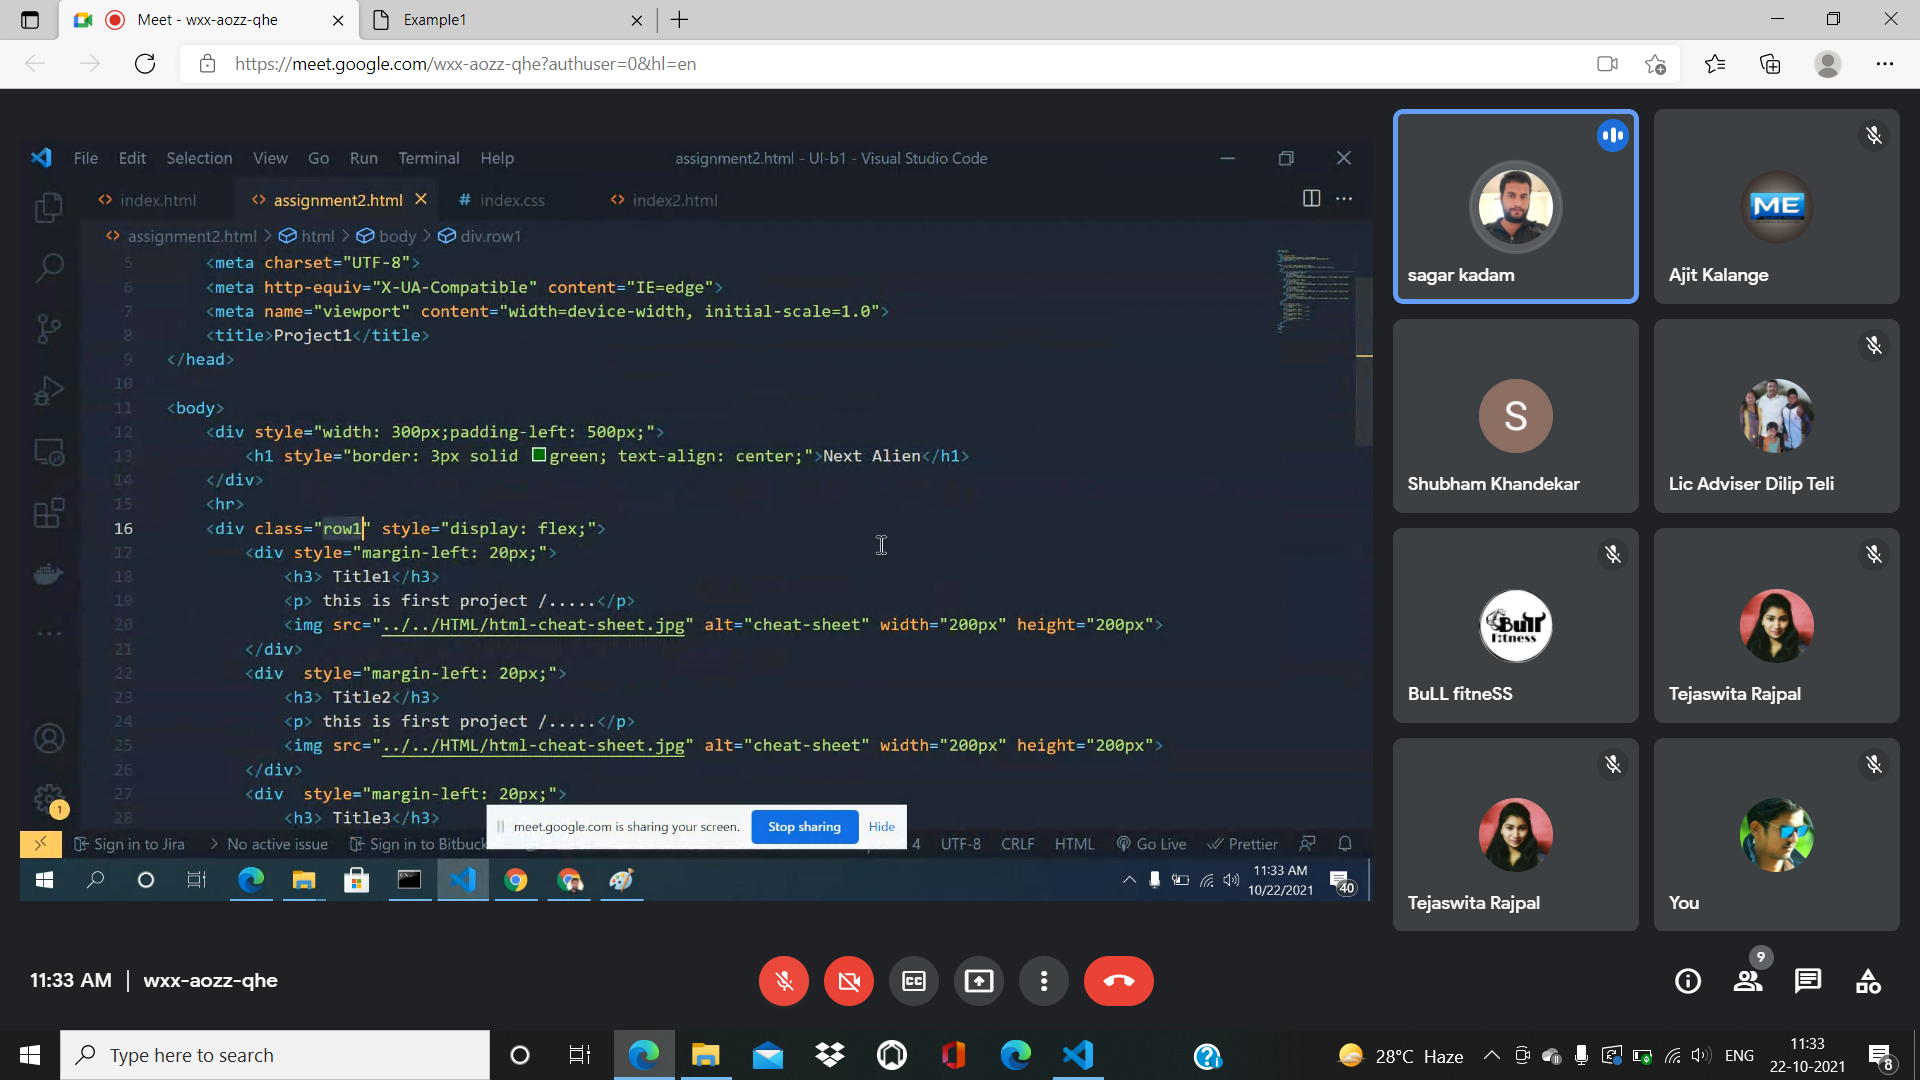 Meet - wxx-aozz-qhe
Example1
https://meet.google.com/wxx-aozz-qhe?authuser=0&hl=en
File Edit Selection View Go Run Terminal Help
assignment2.html - UI-b1 - Visual Studio Code
index.html
assignment2.html
# index.css
index2.html
assignment2.html > html > body > div.row1
5 <meta charset="UTF-8">
6 <meta http-equiv="X-UA-Compatible" content="IE=edge">
7 <meta name="viewport" content="width=device-width, initial-scale=1.0">
8 <title>Project1</title>
9 </head>
10
11 <body>
12 <div style="width: 300px;padding-left: 500px;">
13 <h1 style="border: 3px solid green; text-align: center;">Next Alien</h1>
14 </div>
15 <hr>
16 <div class="row1" style="display: flex;">
17 <div style="margin-left: 20px;">
18 <h3> Title1</h3>
19 <p> this is first project /.....</p>
20 <img src="../../HTML/html-cheat-sheet.jpg" alt="cheat-sheet" width="200px" height="200px">
21 </div>
22 <div  style="margin-left: 20px;">
23 <h3> Title2</h3>
24 <p> this is first project /.....</p>
25 <img src="../../HTML/html-cheat-sheet.jpg" alt="cheat-sheet" width="200px" height="200px">
26 </div>
27 <div  style="margin-left: 20px;">
28 <h3> Title3</h3>
meet.google.com is sharing your screen. Stop sharing Hide
1
Sign in to Jira > No active issue Sign in to Bitbuck 4 UTF-8 CRLF HTML Go Live Prettier
11:33 AM
10/22/2021
40
sagar kadam
ME
Ajit Kalange
S
Shubham Khandekar
Lic Adviser Dilip Teli
BuLL
fitness
BuLL fitneSS
Tejaswita Rajpal
Tejaswita Rajpal
You
11:33 AM | wxx-aozz-qhe
CC
9
Type here to search
28°C Haze
ENG
11:33
22-10-2021
8